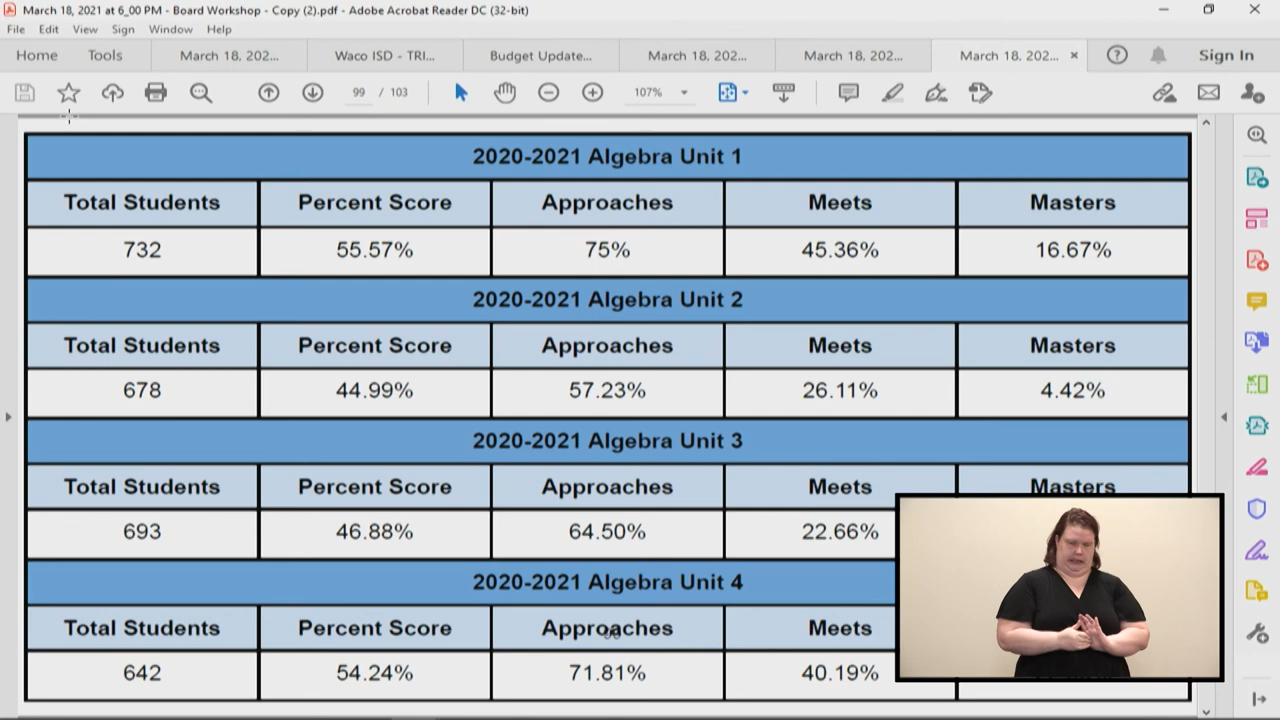 March 18, 2021 at 6_00 PM - Board Workshop - Copy (2).pdf - Adobe Acrobat Reader DC (32-bit)
File Edit View Sign Window Help
Home Tools March 18, 202... Waco ISD - TRI... Budget Update... March 18, 202... March 18, 202... March 18, 202... Sign In
99 / 103 107%
2020-2021 Algebra Unit 1
Total Students Percent Score Approaches Meets Masters
732 55.57% 75% 45.36% 16.67%
2020-2021 Algebra Unit 2
Total Students Percent Score Approaches Meets Masters
678 44.99% 57.23% 26.11% 4.42%
2020-2021 Algebra Unit 3
Total Students Percent Score Approaches Meets Masters
693 46.88% 64.50% 22.66%
2020-2021 Algebra Unit 4
Total Students Percent Score Approaches Meets
642 54.24% 71.81% 40.19%